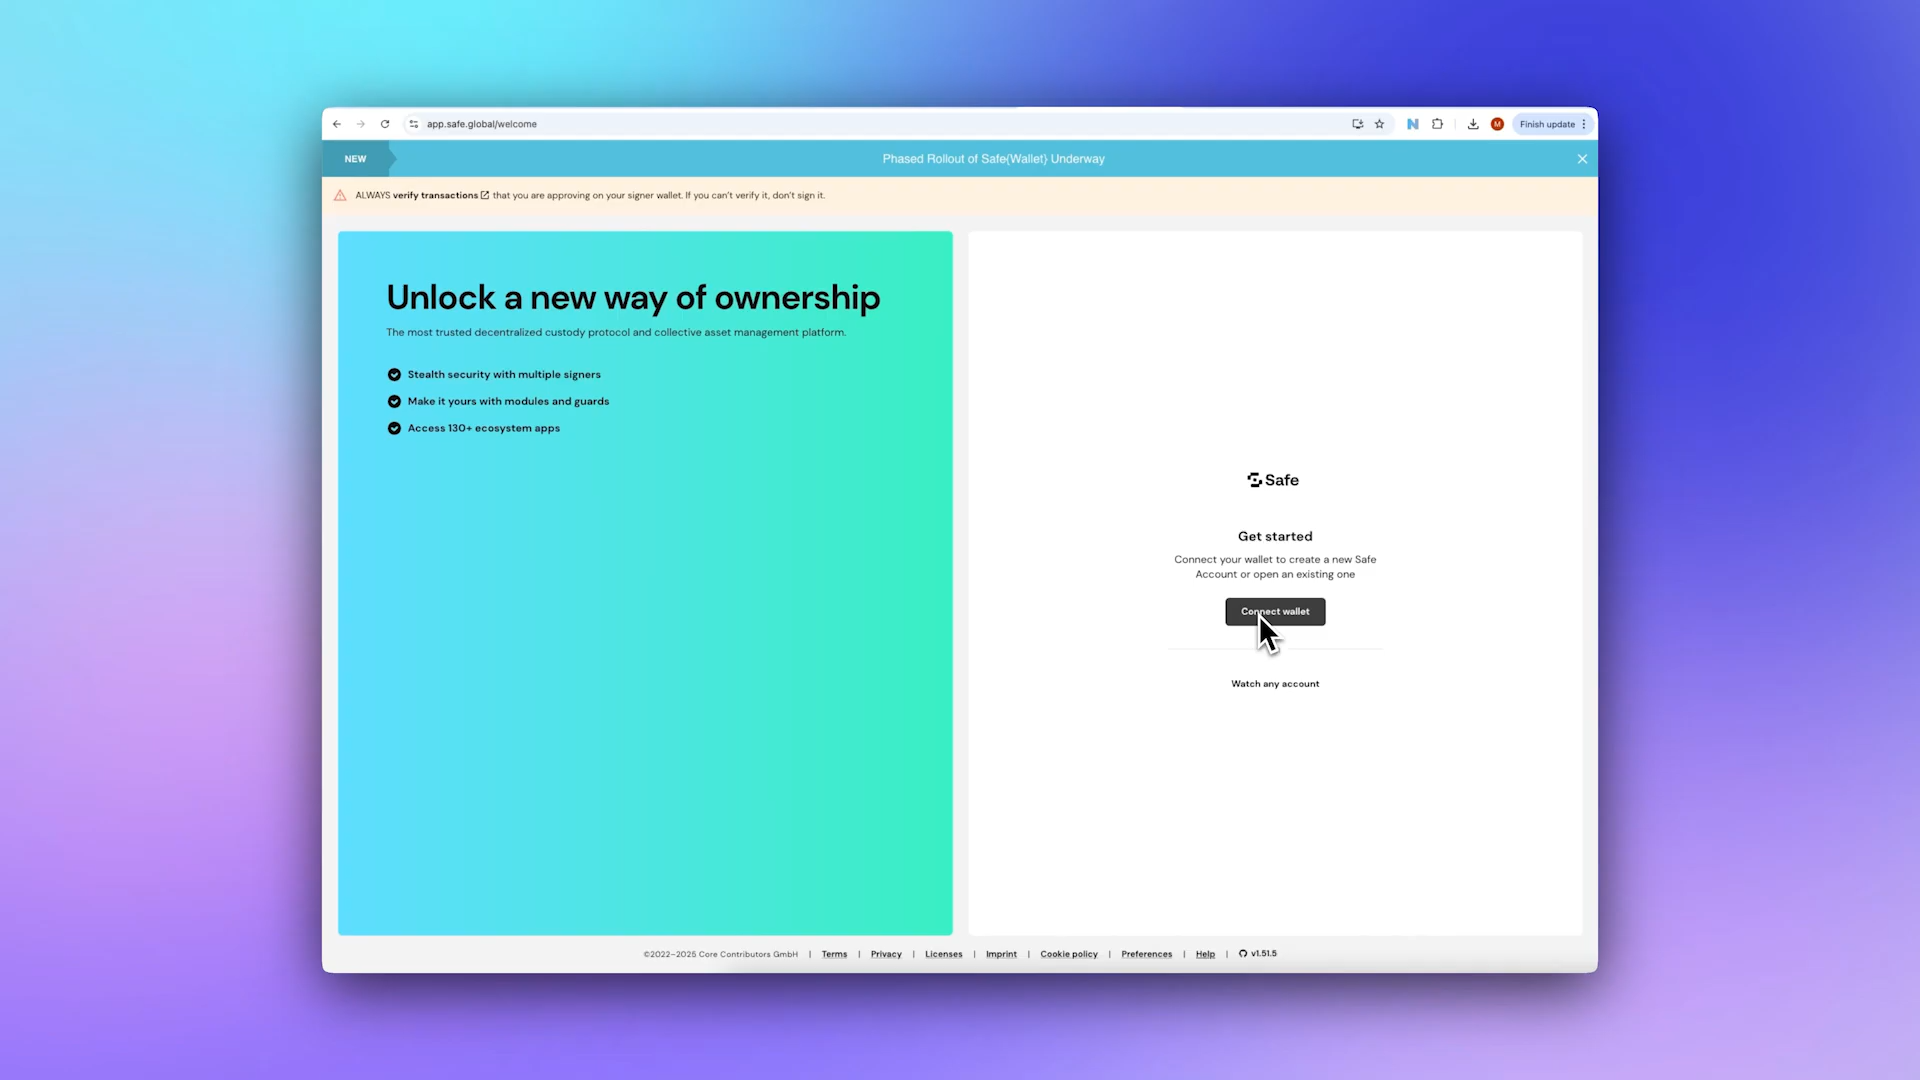 app.safe.global/welcome
N
M
Finish update
NEW
Phased Rollout of Safe{Wallet} Underway
ALWAYS verify transactions that you are approving on your signer wallet. If you can't verify it, don't sign it.
Unlock a new way of ownership
The most trusted decentralized custody protocol and collective asset management platform.
Stealth security with multiple signers
Make it yours with modules and guards
Access 130+ ecosystem apps
Safe
Get started
Connect your wallet to create a new Safe
Account or open an existing one
Connect wallet
Watch any account
©2022–2025 Core Contributors GmbH | Terms | Privacy | Licenses | Imprint | Cookie policy | Preferences | Help | v1.51.5